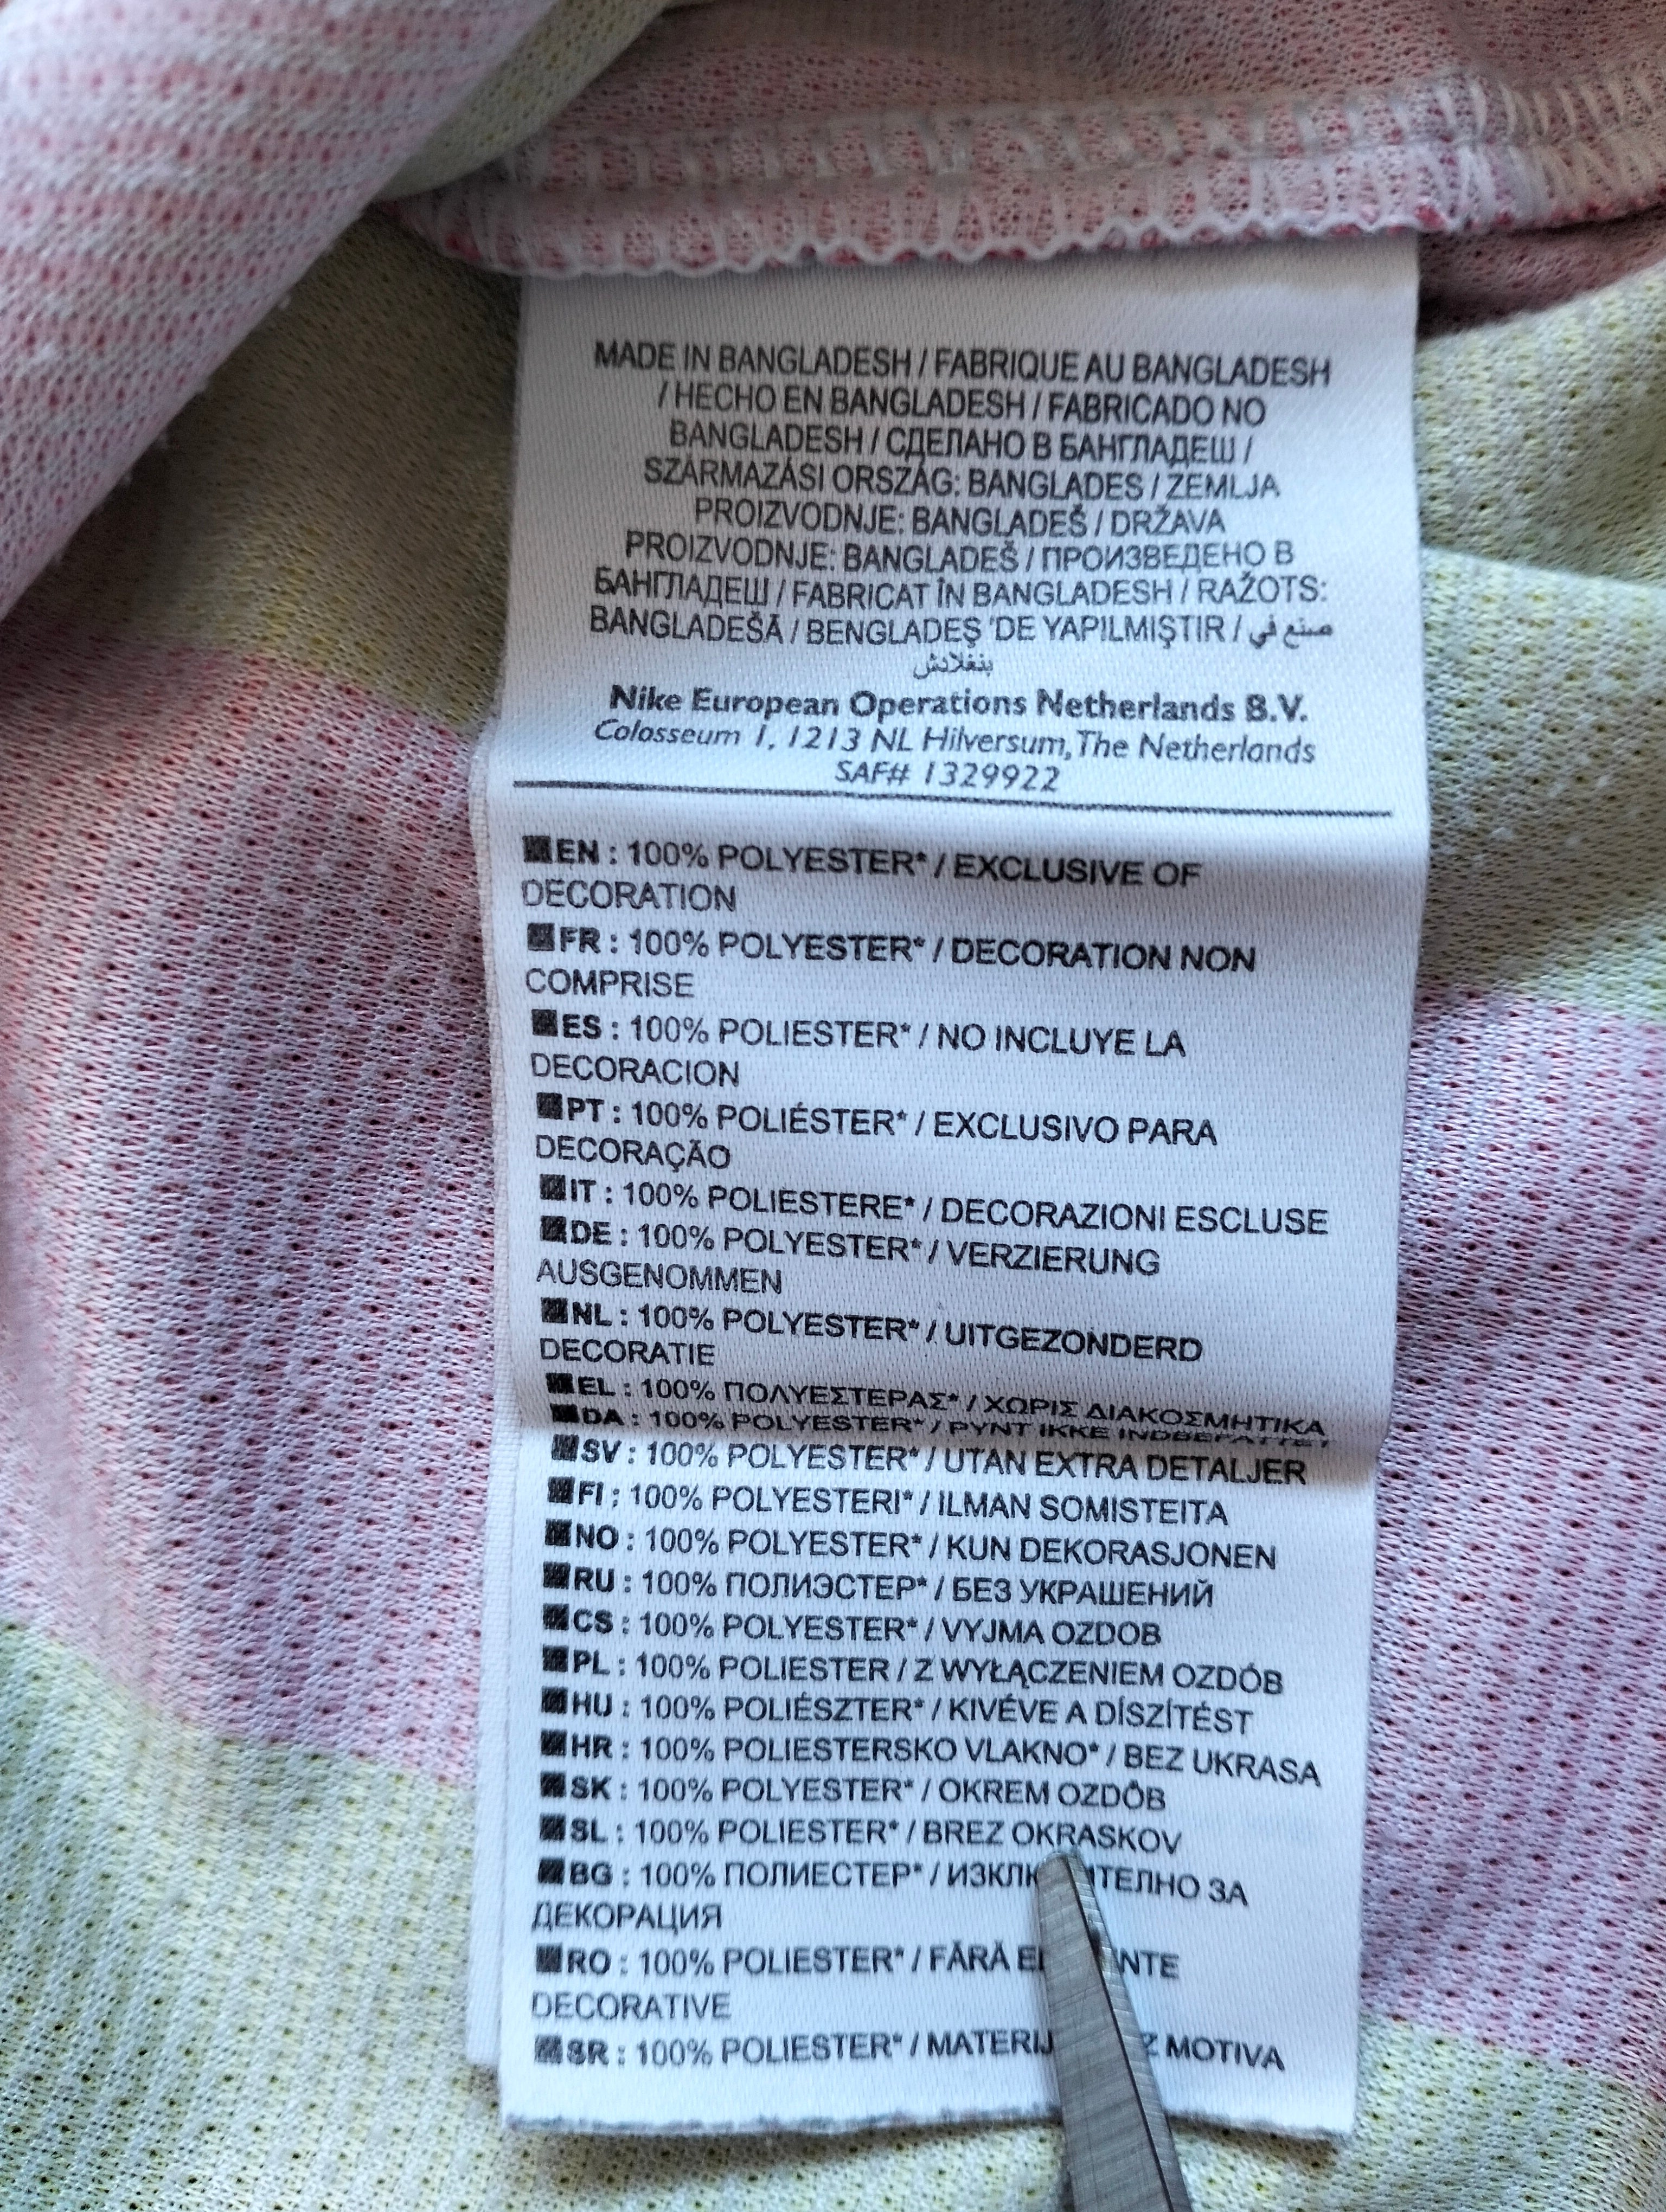 MADE IN BANGLADESH / FABRIQUE AU BANGLADESH
/ HECHO EN BANGLADESH / FABRICADO NO
BANGLADESH / СДЕЛАНО В БАНГЛАДЕШ /
SZÁRMAZÁSI ORSZÁG: BANGLADES / ZEMLJA
PROIZVODNJE: BANGLADEŠ / DRŽAVA
PROIZVODNJE: BANGLADEŠ / ПРОИЗВЕДЕНО В
БАНГЛАДЕШ / FABRICAT ÎN BANGLADESH / RAŽOTS:
BANGLADEŠĀ / BENGLADEŞ 'DE YAPILMIŞTIR / صنع في
بنغلادش
Nike European Operations Netherlands B.V.
Colosseum 1, 1213 NL Hilversum, The Netherlands
SAF# 1329922
EN : 100% POLYESTER* / EXCLUSIVE OF
DECORATION
FR : 100% POLYESTER* / DECORATION NON
COMPRISE
ES : 100% POLIESTER* / NO INCLUYE LA
DECORACION
PT : 100% POLIÉSTER* / EXCLUSIVO PARA
DECORAÇÃO
IT : 100% POLIESTERE* / DECORAZIONI ESCLUSE
DE : 100% POLYESTER* / VERZIERUNG
AUSGENOMMEN
NL : 100% POLYESTER* / UITGEZONDERD
DECORATIE
EL : 100% ΠΟΛΥΕΣΤΕΡΑΣ* / ΧΩΡΙΣ ΔΙΑΚΟΣΜΗΤΙΚΑ
DA : 100% POLYESTER* / PYNT IKKE INDBEFATTET
SV : 100% POLYESTER* / UTAN EXTRA DETALJER
FI : 100% POLYESTERI* / ILMAN SOMISTEITA
NO : 100% POLYESTER* / KUN DEKORASJONEN
RU : 100% ПОЛИЭСТЕР* / БЕЗ УКРАШЕНИЙ
CS : 100% POLYESTER* / VYJMA OZDOB
PL : 100% POLIESTER / Z WYŁĄCZENIEM OZDÓB
HU : 100% POLIÉSZTER* / KIVÉVE A DÍSZÍTÉST
HR : 100% POLIESTERSKO VLAKNO* / BEZ UKRASA
SK : 100% POLYESTER* / OKREM OZDÔB
SL : 100% POLIESTER* / BREZ OKRASKOV
BG : 100% ПОЛИЕСТЕР* / ЗА
ДЕКОРАЦИЯ
RO : 100% POLIESTER* / FĂRĂ
DECORATIVE
SR : 100% POLIESTER* / MOTIVA